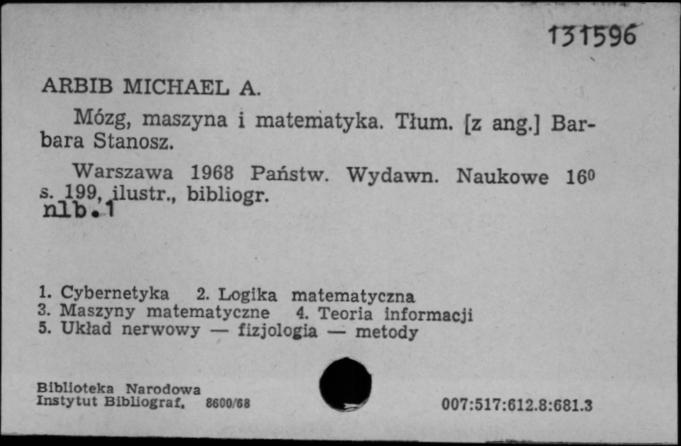 131596
ARBIB MICHAEL A.
Mózg, maszyna i matematyka. Tłum. [z ang.] Bar-
bara Stanosz.
Warszawa 1968 Państw. Wydawn. Naukowe 16⁰
s. 199, ilustr., bibliogr.
nlb.1
1. Cybernetyka 2. Logika matematyczna
3. Maszyny matematyczne 4. Teoria informacji
5. Układ nerwowy — fizjologia — metody
Biblioteka Narodowa
Instytut Bibliograf. 8600/68
007:517:612.8:681.3